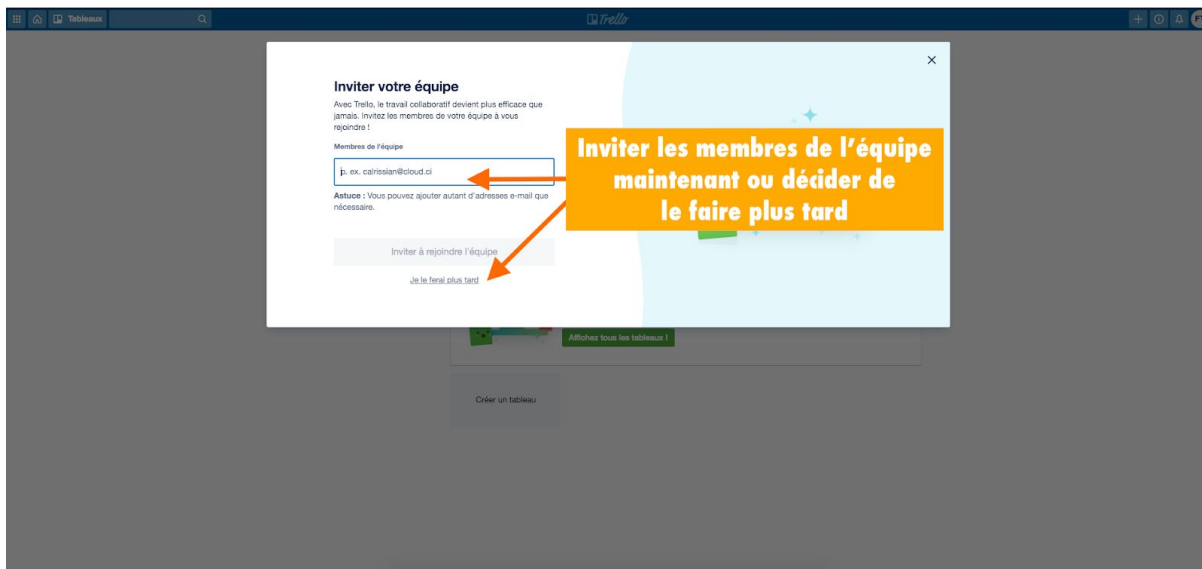 Tableaux
Trello
Inviter votre équipe
Avec Trello, le travail collaboratif devient plus efficace que
jamais. Invitez les membres de votre équipe à vous
rejoindre !
Membres de l'équipe
p. ex. calrissian@cloud.ci
Astuce : Vous pouvez ajouter autant d'adresses e-mail que
nécessaire.
Inviter à rejoindre l'équipe
Je le ferai plus tard
Inviter les membres de l'équipe
maintenant ou décider de
le faire plus tard
Affichez tous les tableaux !
Créer un tableau